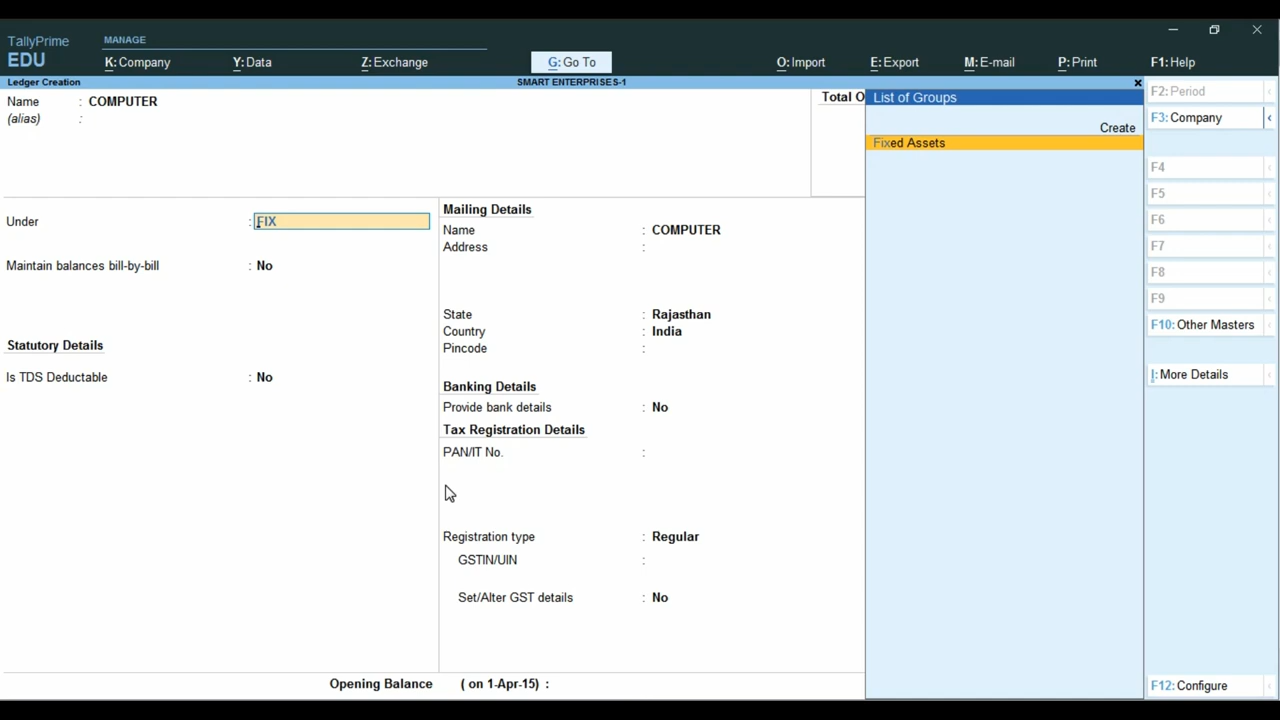 TallyPrime
EDU
MANAGE
K: Company
Y: Data
Z: Exchange
G: Go To
O: Import
E: Export
M: E-mail
P: Print
F1: Help
Ledger Creation
SMART ENTERPRISES-1
Name : COMPUTER
(alias) :
Total O
List of Groups
Create
Fixed Assets
Under : FIX
Maintain balances bill-by-bill : No
Statutory Details
Is TDS Deductable : No
Mailing Details
Name : COMPUTER
Address :
State : Rajasthan
Country : India
Pincode :
Banking Details
Provide bank details : No
Tax Registration Details
PAN/IT No. :
Registration type : Regular
GSTIN/UIN :
Set/Alter GST details : No
Opening Balance ( on 1-Apr-15) :
F2: Period
F3: Company
F4
F5
F6
F7
F8
F9
F10: Other Masters
I: More Details
F12: Configure